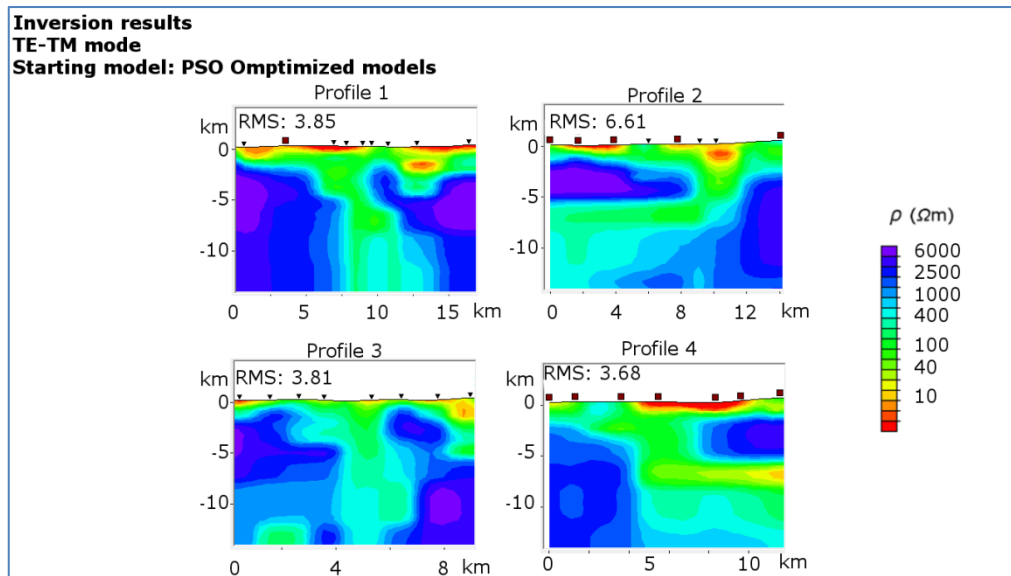 Inversion results
TE-TM mode
Starting model: PSO Omptimized models
Profile 1
km
RMS: 3.85
0
-5
-10
0 5 10 15 km
Profile 2
km
RMS: 6.61
0
-5
-10
0 4 8 12 km
ρ (Ωm)
6000
2500
1000
400
100
40
10
Profile 3
km
RMS: 3.81
0
-5
-10
0 4 8 km
Profile 4
km
RMS: 3.68
0
-5
-10
0 5 10 km